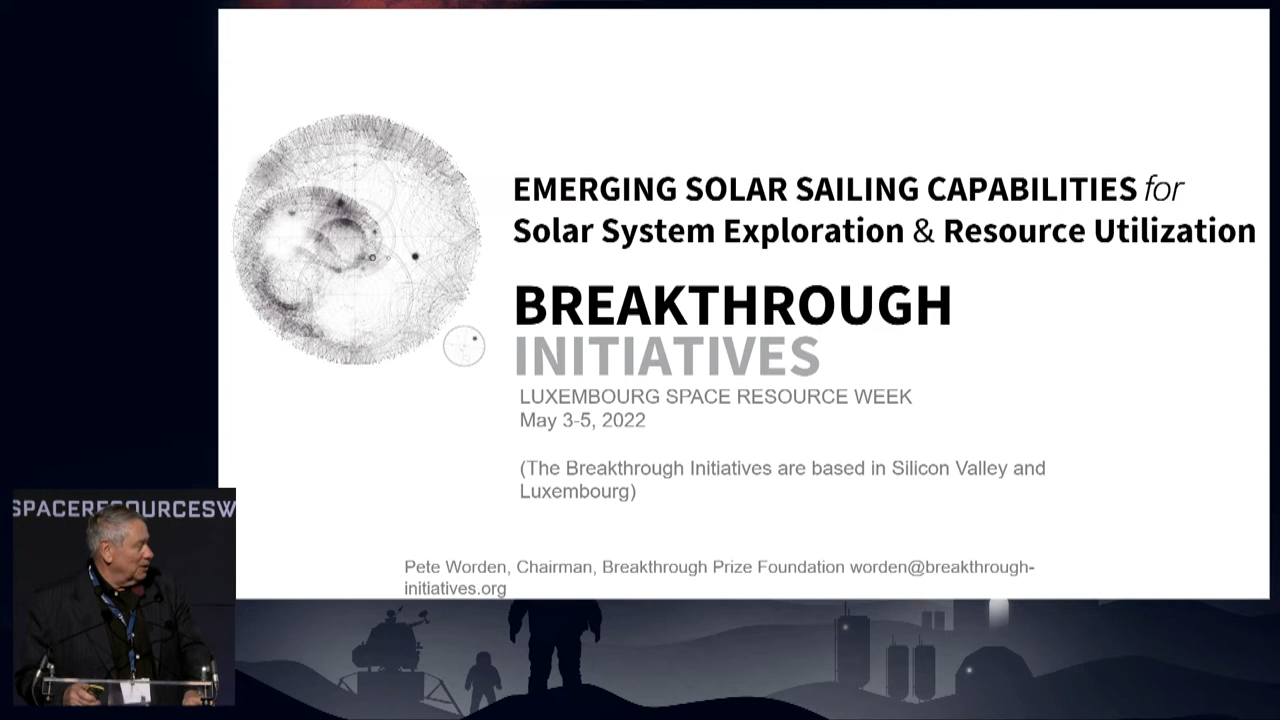 EMERGING SOLAR SAILING CAPABILITIES for
Solar System Exploration & Resource Utilization
BREAKTHROUGH
INITIATIVES
LUXEMBOURG SPACE RESOURCE WEEK
May 3-5, 2022
(The Breakthrough Initiatives are based in Silicon Valley and
Luxembourg)
SPACERESOURCESW
Pete Worden, Chairman, Breakthrough Prize Foundation worden@breakthrough-
initiatives.org